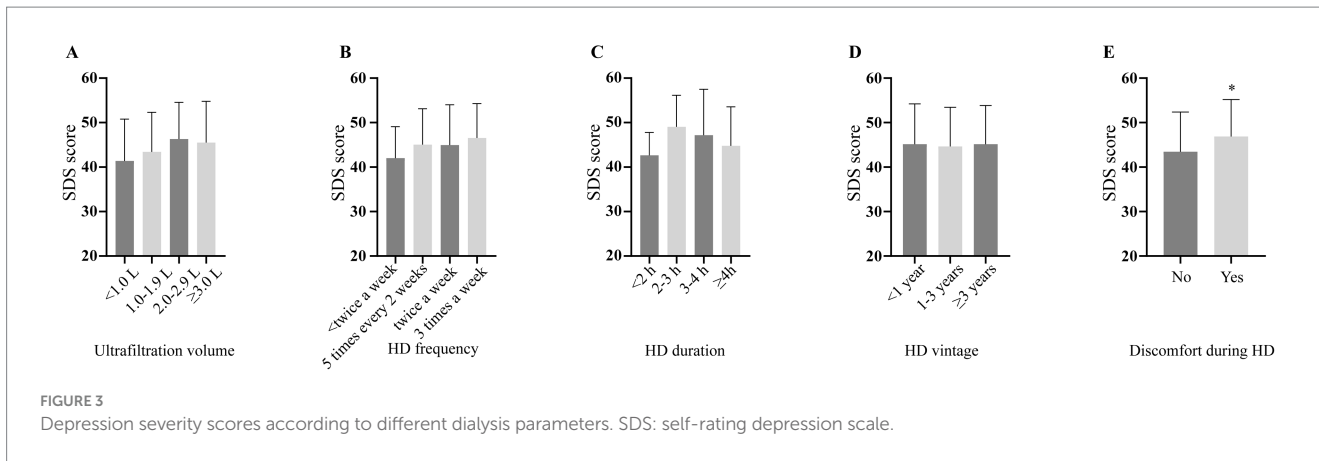 A
SDS score
60
50
40
30
20
<1.0 L
1.0-1.9 L
2.0-2.9 L
≥3.0 L
Ultrafiltration volume
B
SDS score
60
50
40
30
20
<twice a week
5 times every 2 weeks
twice a week
3 times a week
HD frequency
C
SDS score
60
50
40
30
20
<2 h
2-3 h
3-4 h
≥4h
HD duration
D
SDS score
60
50
40
30
20
<1 year
1-3 years
≥3 years
HD vintage
E
SDS score
60
50
40
30
20
*
No
Yes
Discomfort during HD
FIGURE 3
Depression severity scores according to different dialysis parameters. SDS: self-rating depression scale.